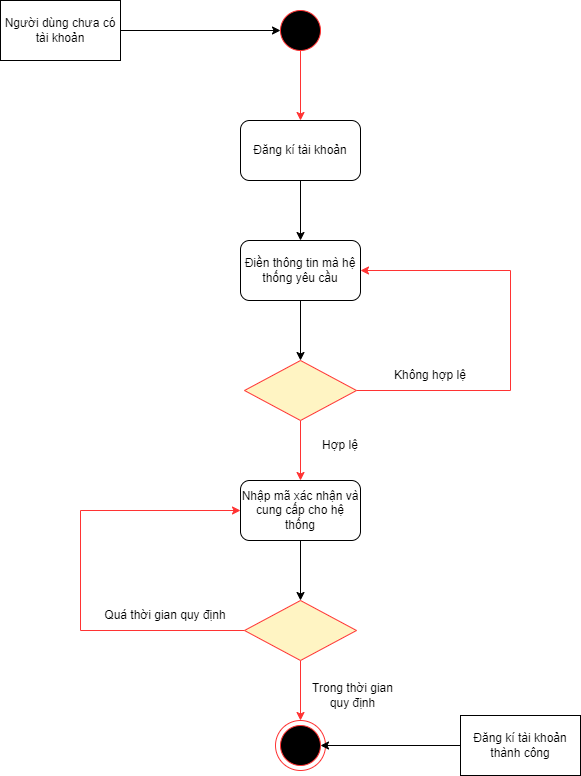 Người dùng chưa có
tài khoản
Đăng kí tài khoản
Điền thông tin mà hệ
thống yêu cầu
Không hợp lệ
Hợp lệ
Nhập mã xác nhận và
cung cấp cho hệ
thống
Quá thời gian quy định
Trong thời gian
quy định
Đăng kí tài khoản
thành công